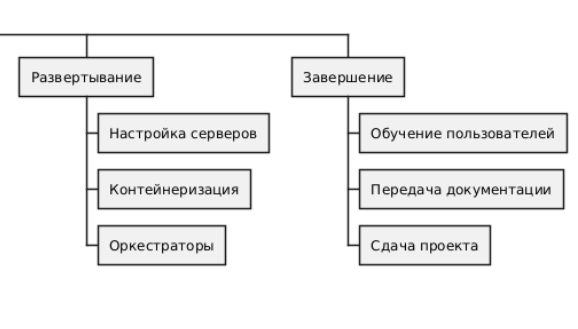 Развертывание
Настройка серверов
Контейнеризация
Оркестраторы
Завершение
Обучение пользователей
Передача документации
Сдача проекта